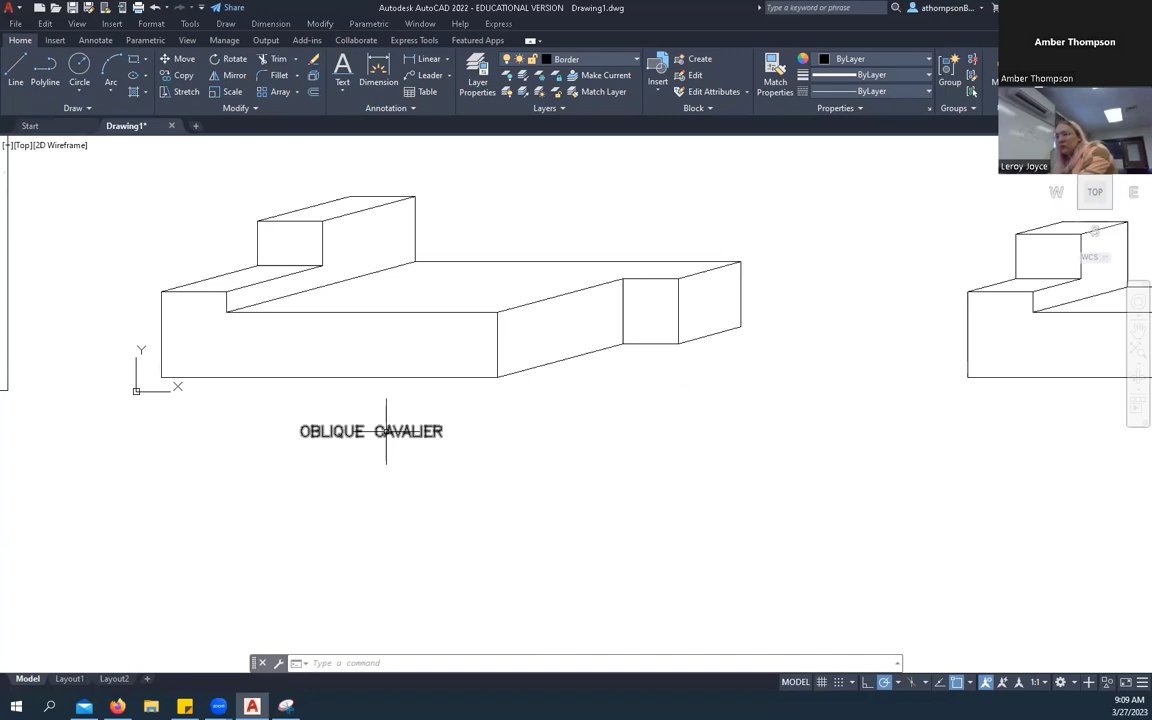 Share
Autodesk AutoCAD 2022 - EDUCATIONAL VERSION Drawing1.dwg
Type a keyword or phrase
athompsonB...
File Edit View Insert Format Tools Draw Dimension Modify Parametric Window Help Express
Home Insert Annotate Parametric View Manage Output Add-ins Collaborate Express Tools Featured Apps
Line Polyline Circle Arc
Draw
Move Rotate Trim
Copy Mirror Fillet
Stretch Scale Array
Modify
Text Dimension
Linear
Leader
Table
Annotation
Layer Properties
Border
Make Current
Match Layer
Layers
Insert
Create
Edit
Edit Attributes
Block
Match Properties
ByLayer
ByLayer
ByLayer
Properties
Group
Groups
Amber Thompson
Amber Thompson
Leroy Joyce
Start Drawing1*
[−][Top][2D Wireframe]
W TOP E
WCS
Y
X
OBLIQUE CAVALIER
Type a command
Model Layout1 Layout2
MODEL
1:1
9:09 AM
3/27/2023